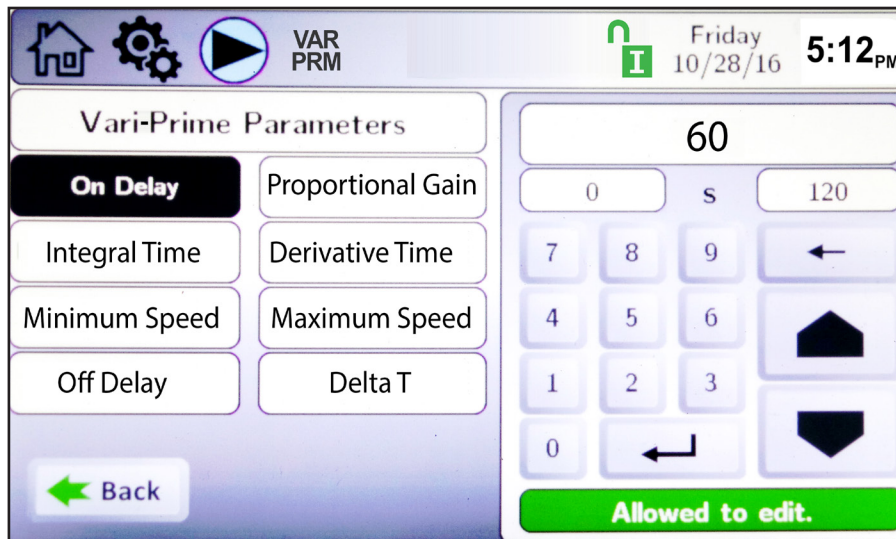 VAR
PRM
I
Friday
10/28/16
5:12PM
Vari-Prime Parameters
On Delay
Proportional Gain
Integral Time
Derivative Time
Minimum Speed
Maximum Speed
Off Delay
Delta T
Back
60
0 s 120
7 8 9
4 5 6
1 2 3
0
Allowed to edit.